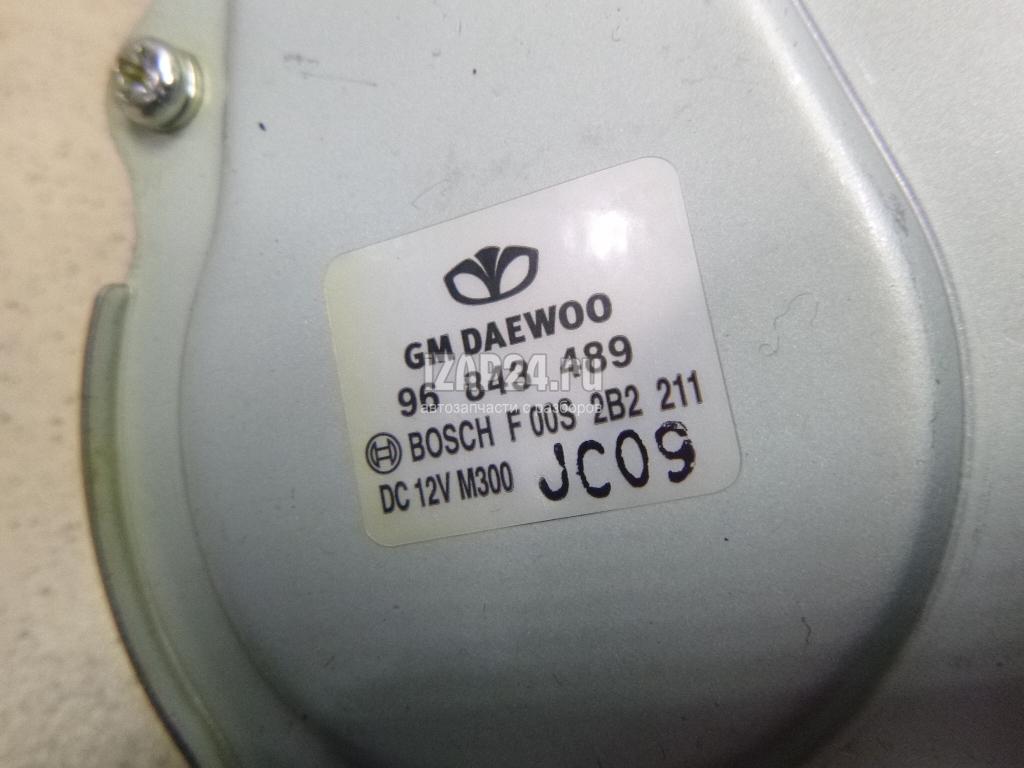 GM DAEWOO
96 843 489
IZAP24.ru
автозапчасти с разборов
BOSCH F 00S 2B2 211
DC 12V M300 JC09